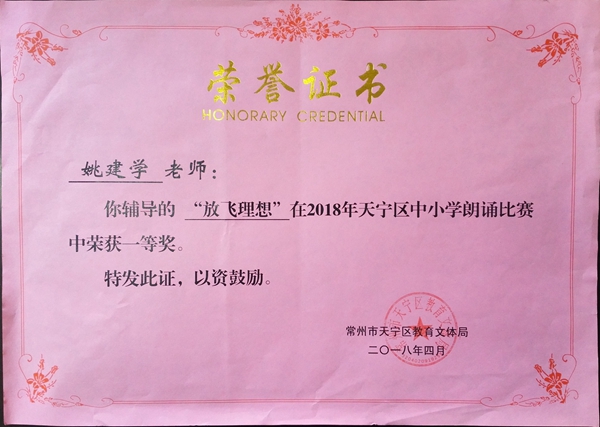 荣誉证书
HONORARY CREDENTIAL
姚建学 老师：
你辅导的 “放飞理想” 在2018年天宁区中小学朗诵比赛
中荣获一等奖。
特发此证，以资鼓励。
常州市天宁区教育文体局
二〇一八年四月